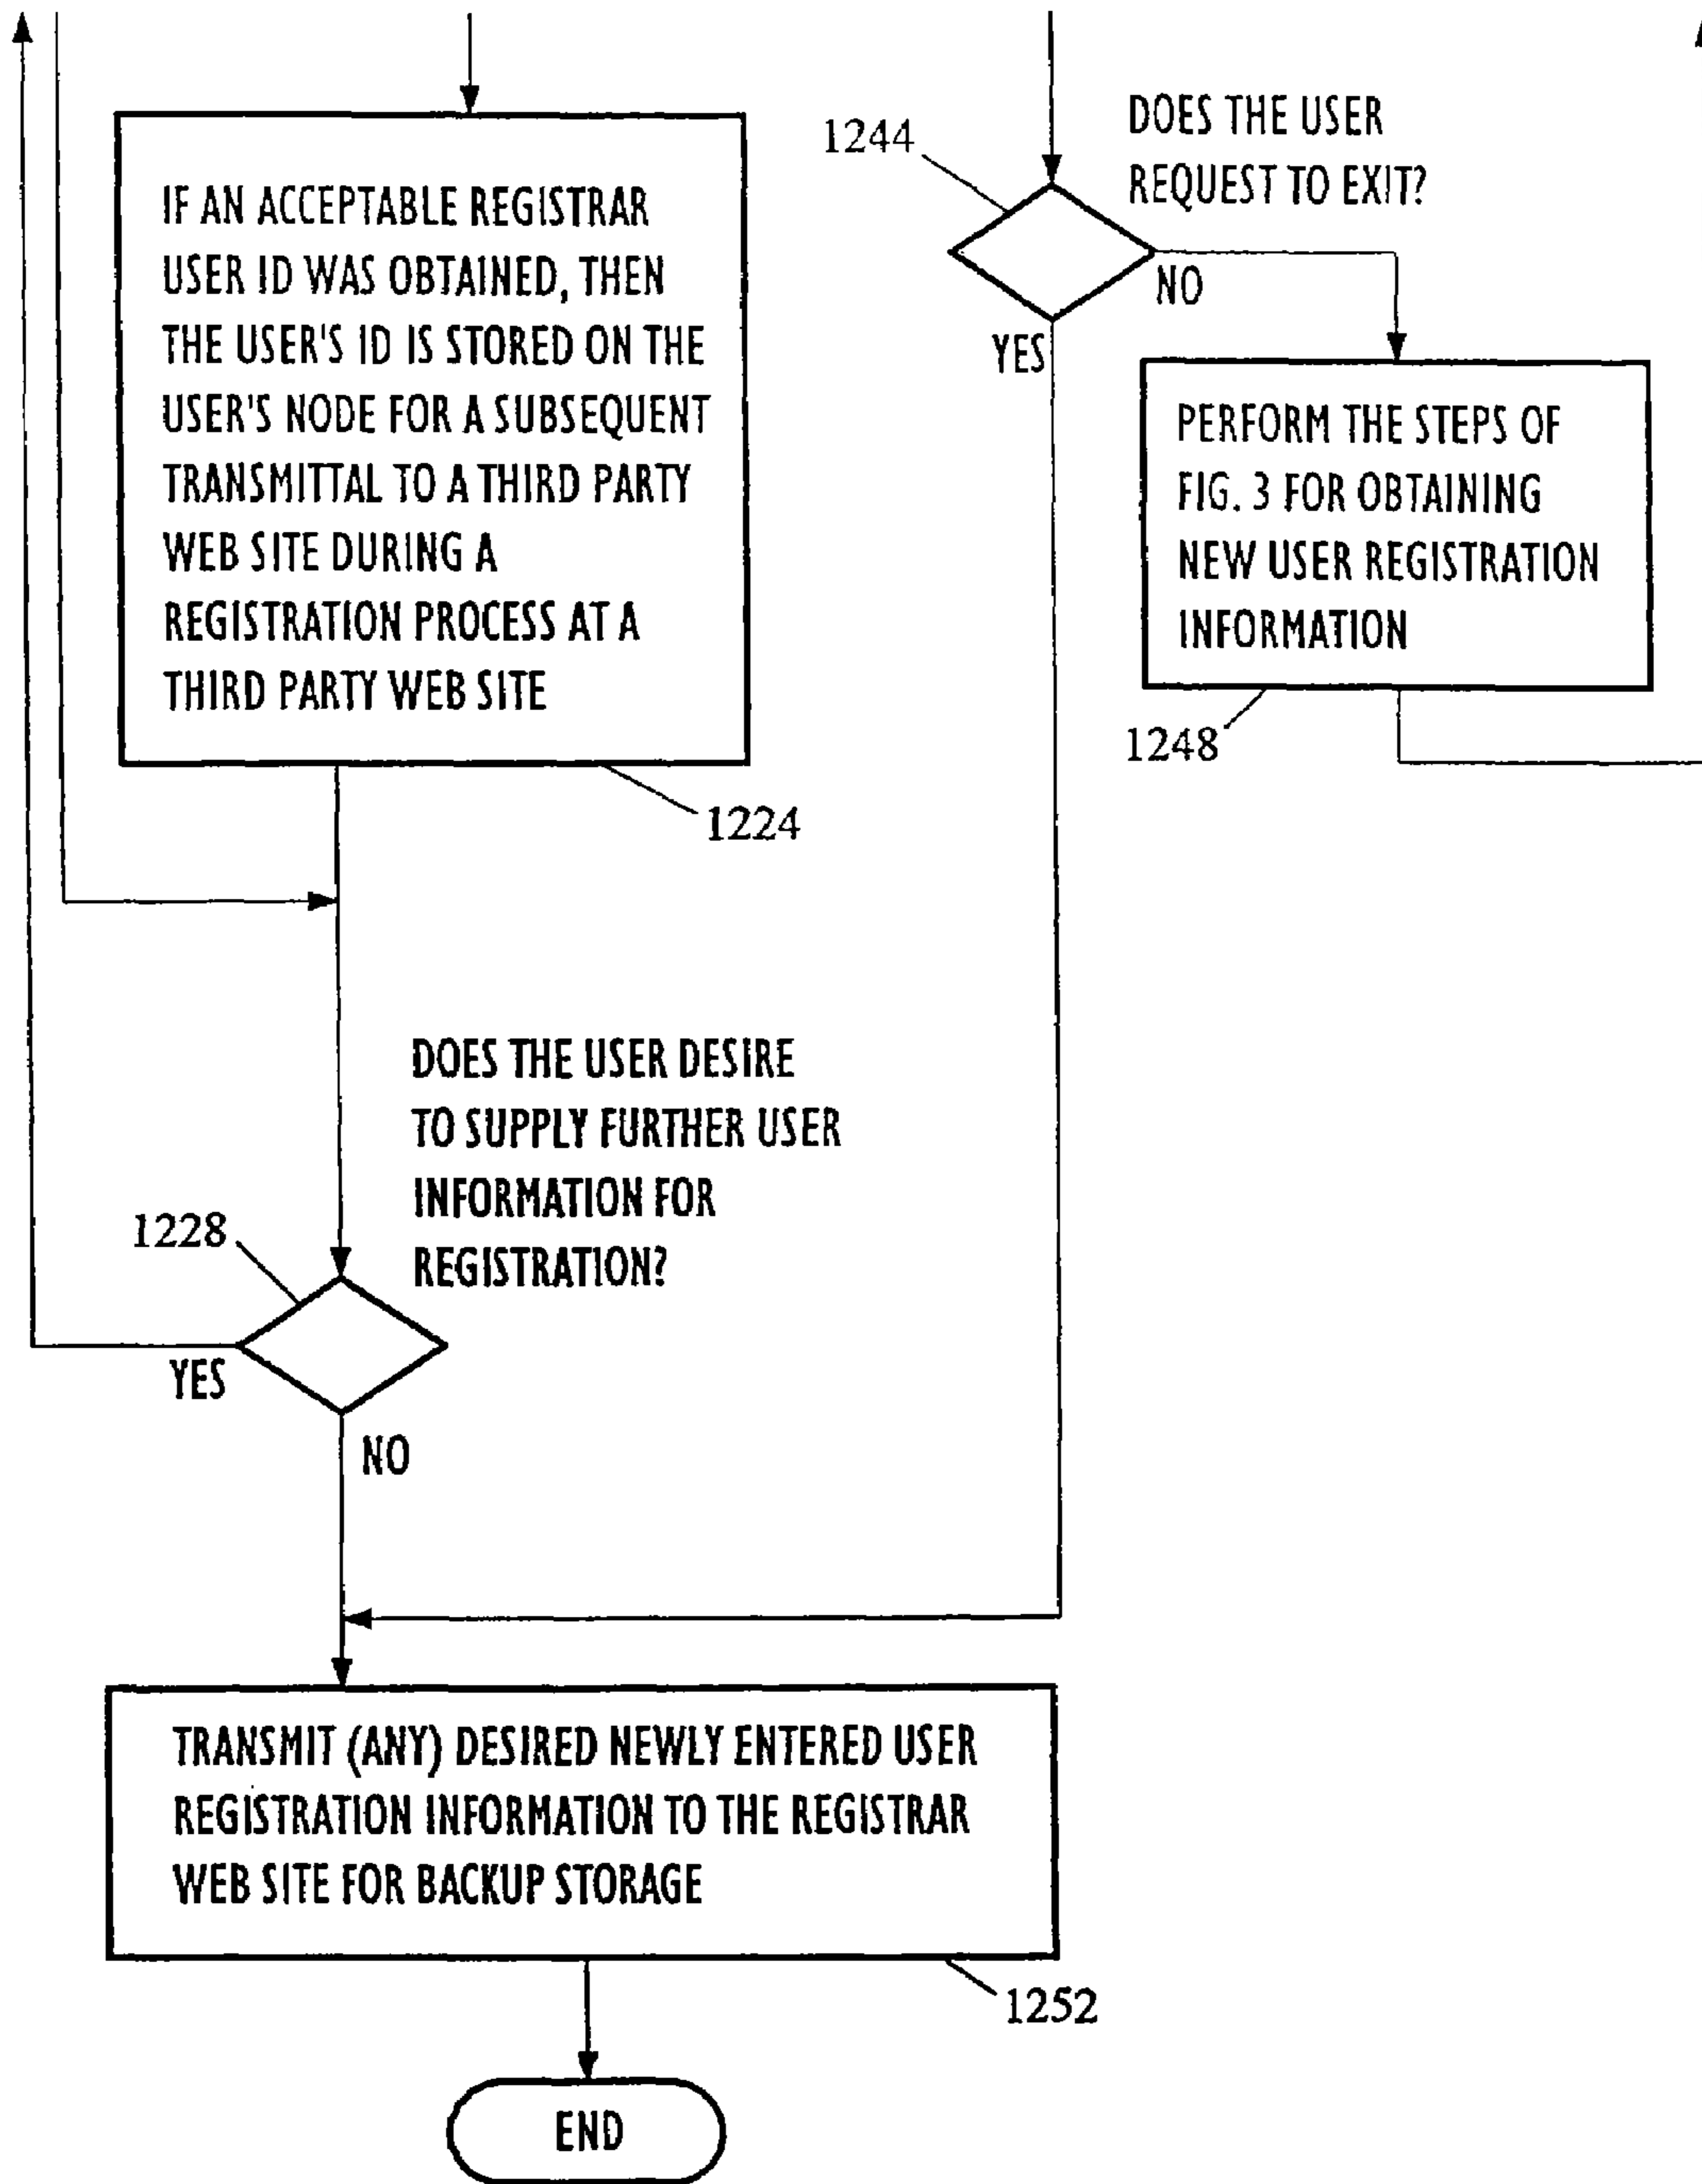 IF AN ACCEPTABLE REGISTRAR
USER ID WAS OBTAINED, THEN
THE USER'S ID IS STORED ON THE
USER'S NODE FOR A SUBSEQUENT
TRANSMITTAL TO A THIRD PARTY
WEB SITE DURING A
REGISTRATION PROCESS AT A
THIRD PARTY WEB SITE
1224
1244
DOES THE USER
REQUEST TO EXIT?
NO
YES
PERFORM THE STEPS OF
FIG. 3 FOR OBTAINING
NEW USER REGISTRATION
INFORMATION
1248
DOES THE USER DESIRE
TO SUPPLY FURTHER USER
INFORMATION FOR
REGISTRATION?
1228
YES
NO
TRANSMIT (ANY) DESIRED NEWLY ENTERED USER
REGISTRATION INFORMATION TO THE REGISTRAR
WEB SITE FOR BACKUP STORAGE
1252
END